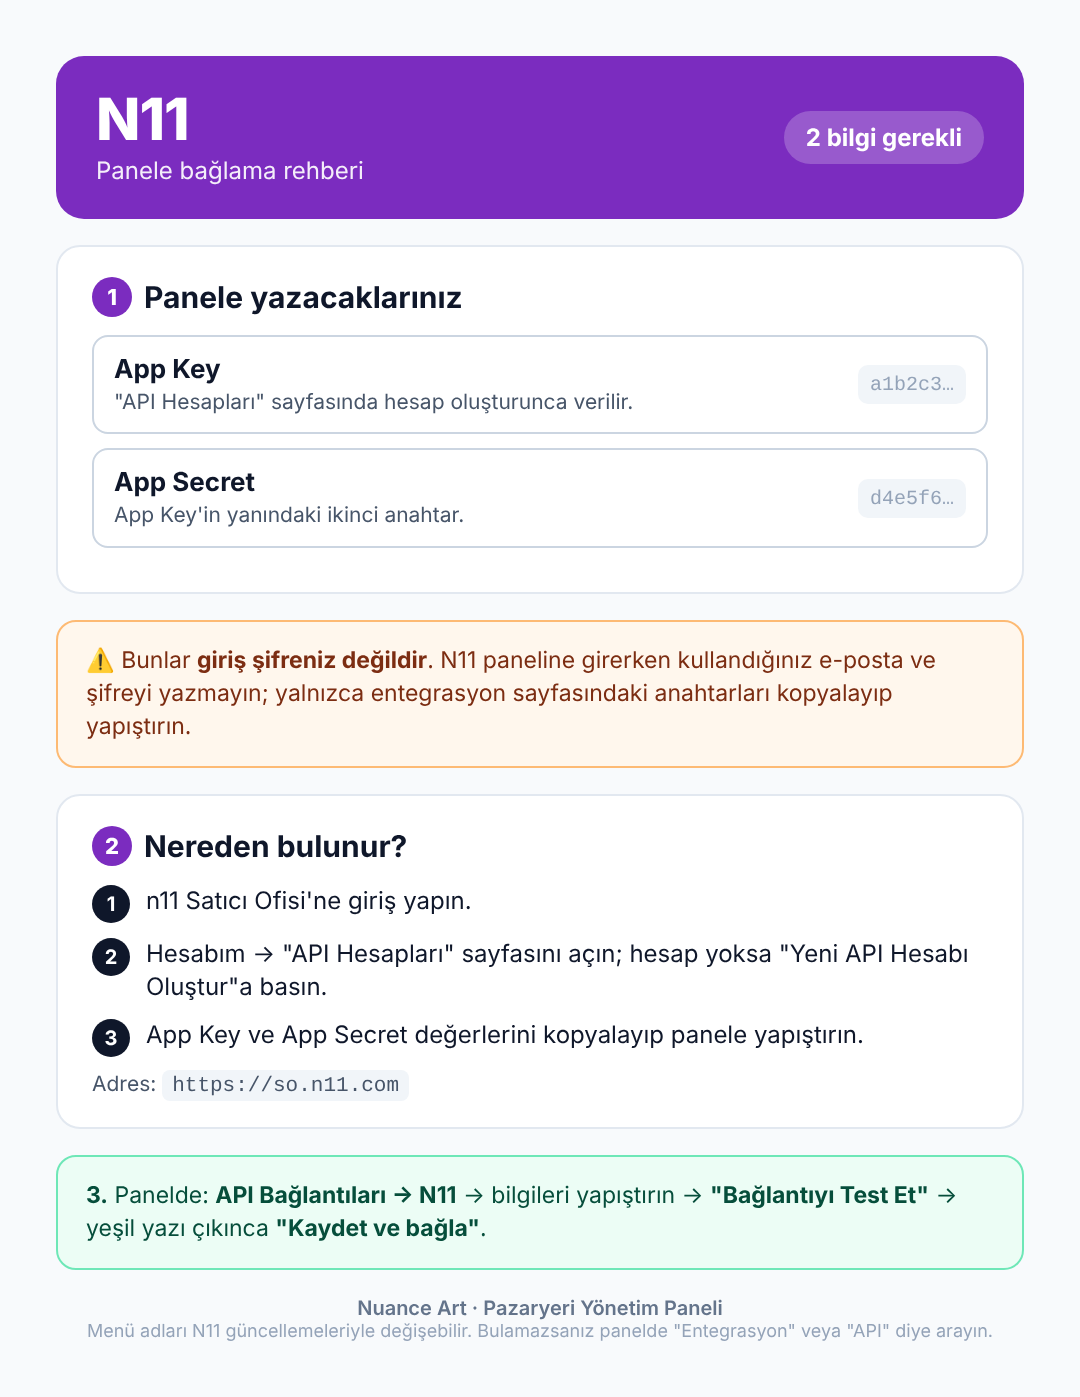 N11
Panele bağlama rehberi
2 bilgi gerekli
1 Panele yazacaklarınız
App Key
"API Hesapları" sayfasında hesap oluşturunca verilir.
a1b2c3…
App Secret
App Key'in yanındaki ikinci anahtar.
d4e5f6…
⚠️ Bunlar giriş şifreniz değildir. N11 paneline girerken kullandığınız e-posta ve
şifreyi yazmayın; yalnızca entegrasyon sayfasındaki anahtarları kopyalayıp
yapıştırın.
2 Nereden bulunur?
1 n11 Satıcı Ofisi'ne giriş yapın.
2 Hesabım → "API Hesapları" sayfasını açın; hesap yoksa "Yeni API Hesabı
Oluştur"a basın.
3 App Key ve App Secret değerlerini kopyalayıp panele yapıştırın.
Adres: https://so.n11.com
3. Panelde: API Bağlantıları → N11 → bilgileri yapıştırın → "Bağlantıyı Test Et" →
yeşil yazı çıkınca "Kaydet ve bağla".
Nuance Art · Pazaryeri Yönetim Paneli
Menü adları N11 güncellemeleriyle değişebilir. Bulamazsanız panelde "Entegrasyon" veya "API" diye arayın.